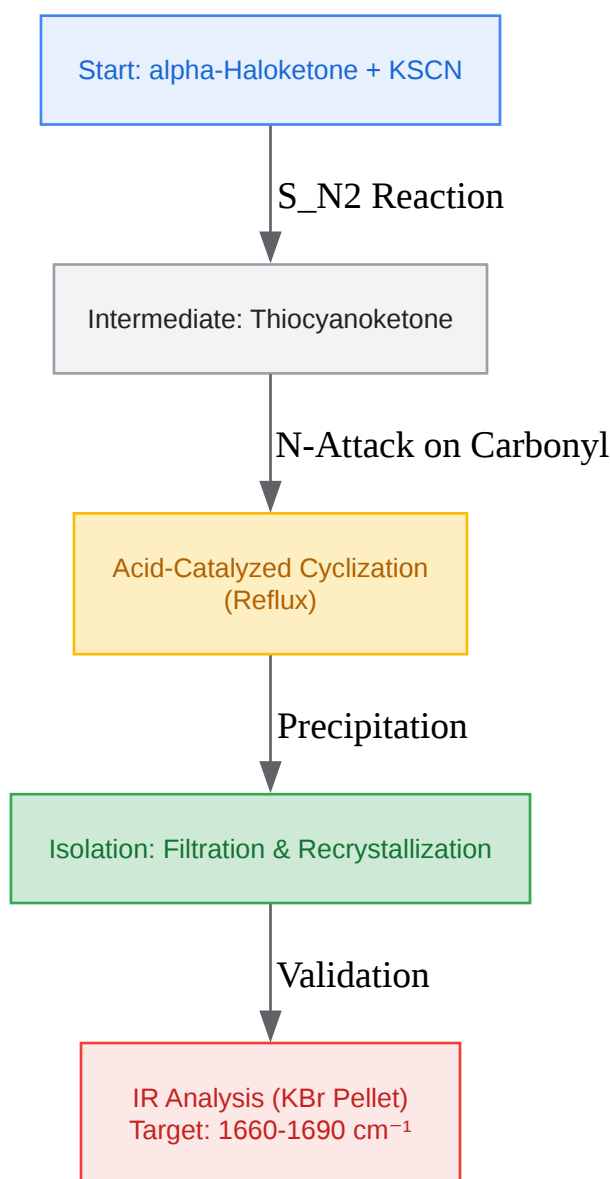 Start: alpha-Haloketone + KSCN
S_N2 Reaction
Intermediate: Thiocyanoketone
N-Attack on Carbonyl
Acid-Catalyzed Cyclization
(Reflux)
Precipitation
Isolation: Filtration & Recrystallization
Validation
IR Analysis (KBr Pellet)
Target: 1660-1690 cm⁻¹